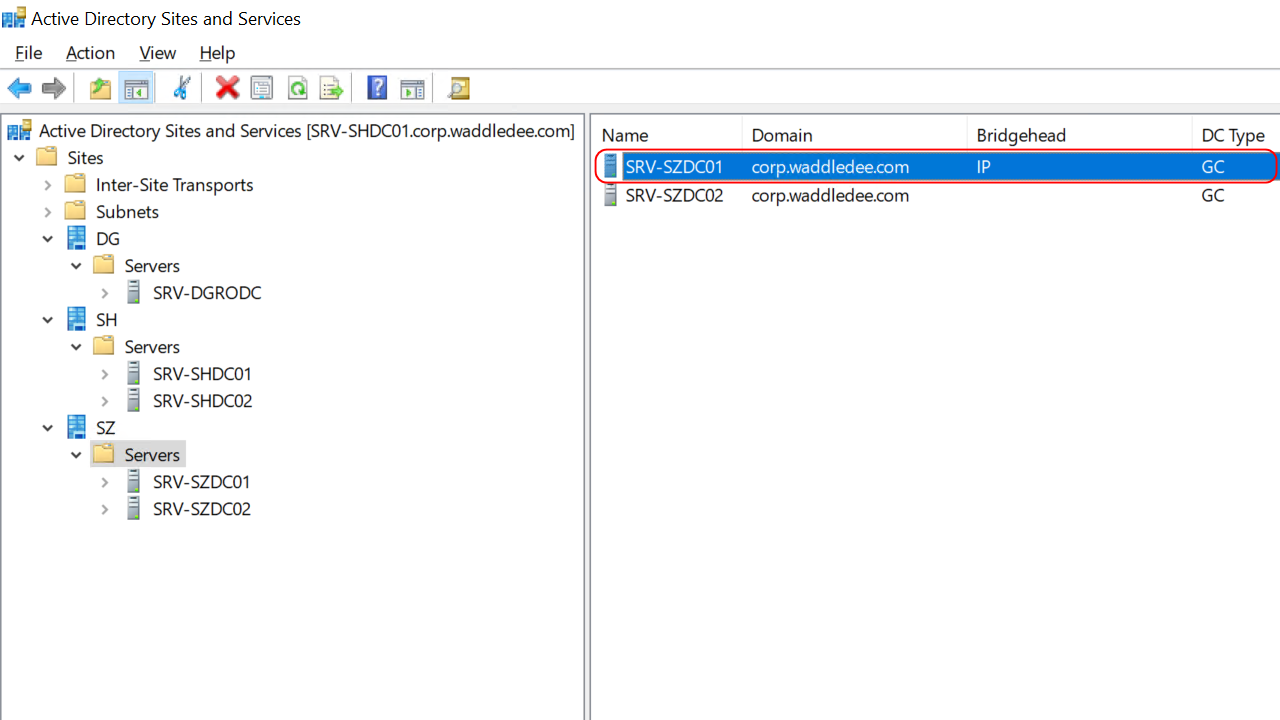 Active Directory Sites and Services
File Action View Help
Active Directory Sites and Services [SRV-SHDC01.corp.waddledee.com]
Sites
Inter-Site Transports
Subnets
DG
Servers
SRV-DGRODC
SH
Servers
SRV-SHDC01
SRV-SHDC02
SZ
Servers
SRV-SZDC01
SRV-SZDC02
Name Domain Bridgehead DC Type
SRV-SZDC01 corp.waddledee.com IP GC
SRV-SZDC02 corp.waddledee.com GC